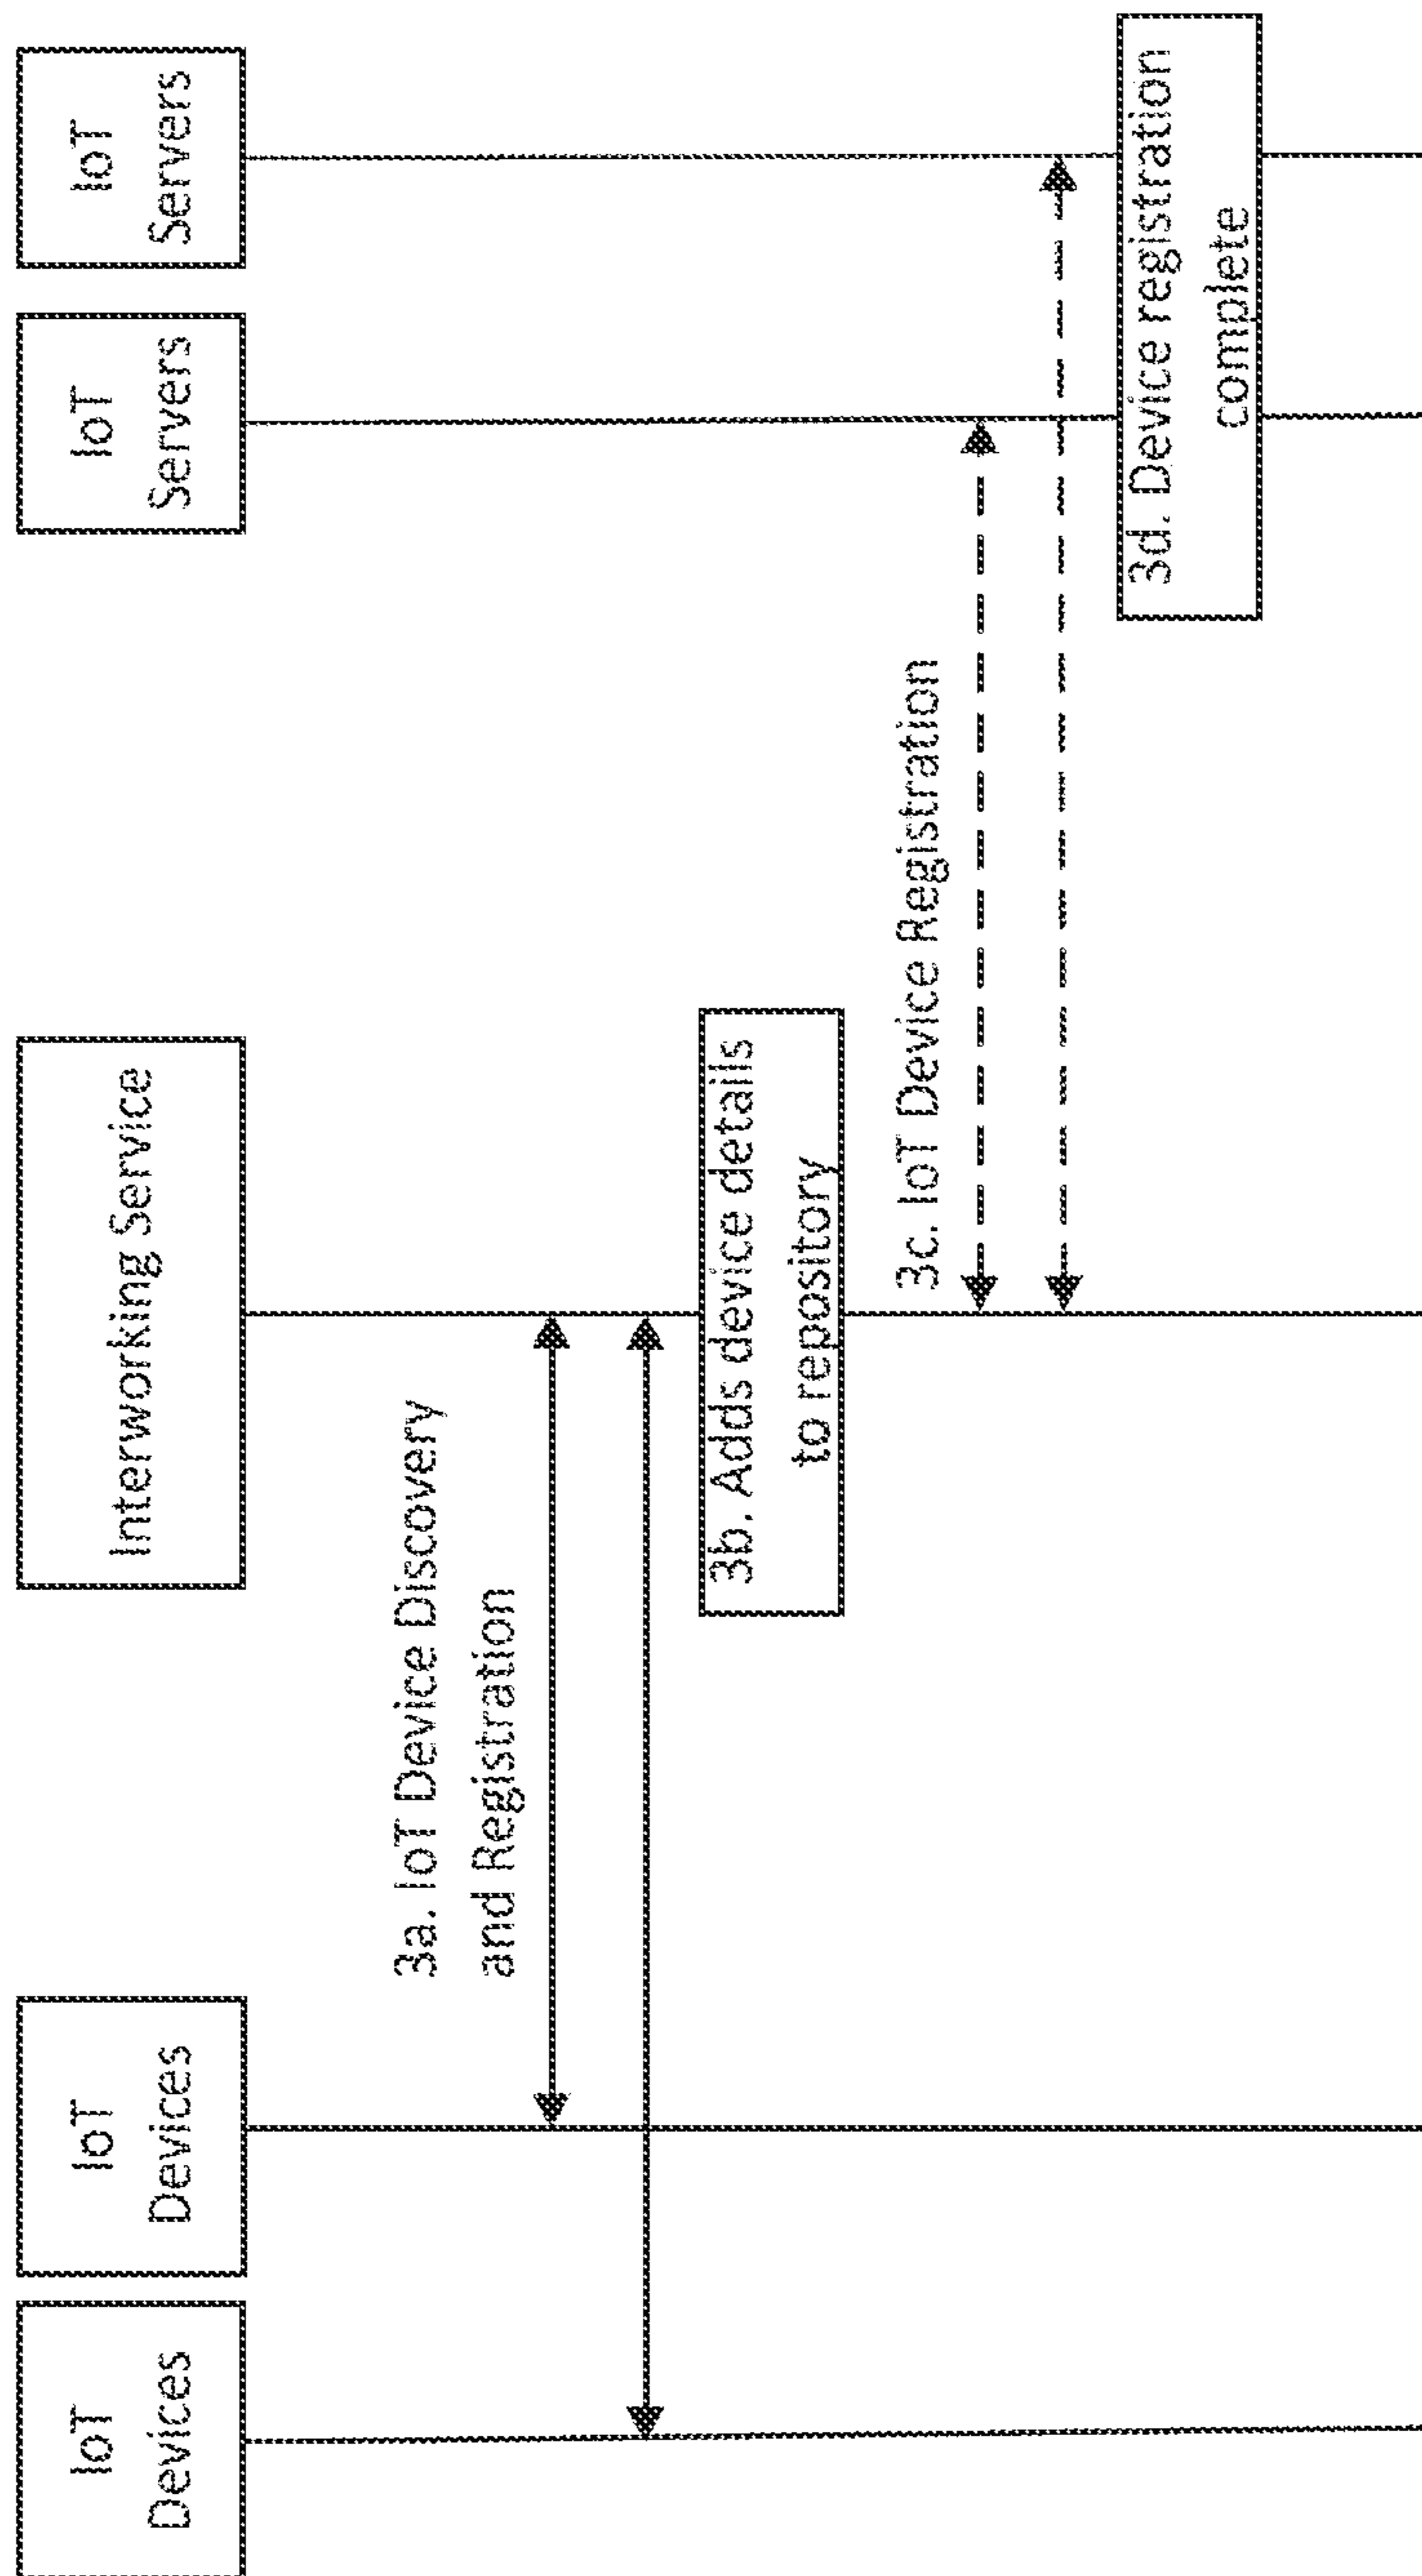 IoT
Devices
IoT
Devices
Interworking Service
IoT
Servers
IoT
Servers
3a. IoT Device Discovery
and Registration
3b. Adds device details
to repository
3c. IoT Device Registration
3d. Device registration
complete